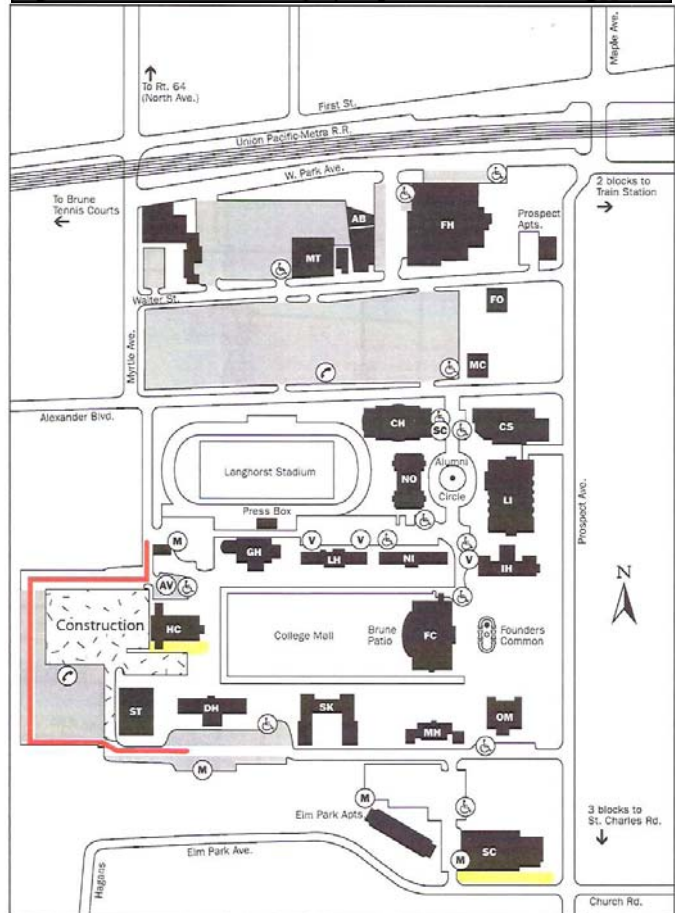 Maple Ave.
To Rt. 64
(North Ave.)
First St.
Union Pacific-Metra R.R.
W. Park Ave.
To Brune
Tennis Courts
2 blocks to
Train Station
AB
FH
Prospect
Apts.
MT
FO
Walter St.
Myrtle Ave.
MC
Alexander Blvd.
CH
SC
CS
Langhorst Stadium
NO
Alumni
Circle
LI
Prospect Ave.
Press Box
M
GH
V
LH
V
NI
V
IH
N
AV
Construction
HC
College Mall
Brune
Patio
FC
Founders
Common
ST
DH
SK
MH
OM
M
M
Elm Park Apts
3 blocks to
St. Charles Rd.
M
SC
Elm Park Ave.
Hagans
Church Rd.